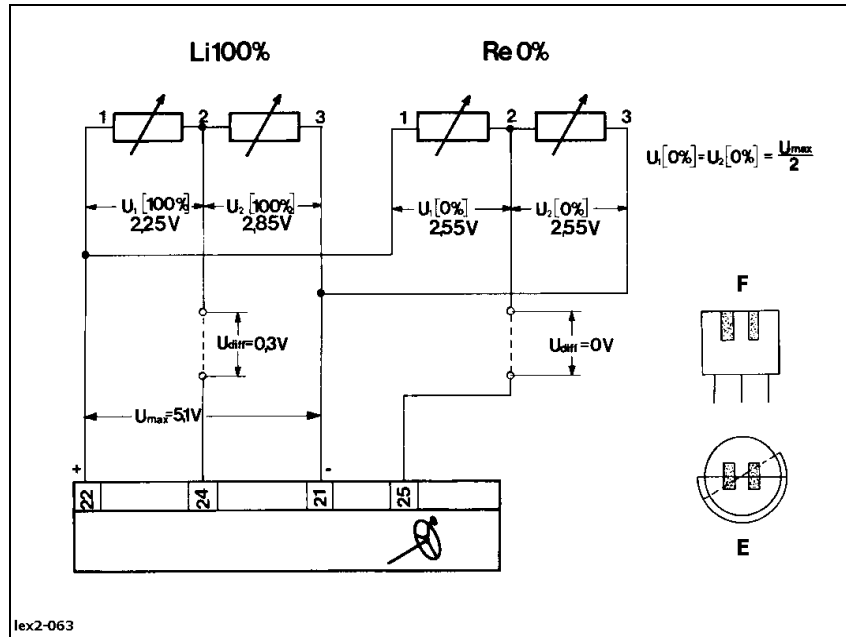 Li 100% Re 0%
1 2 3 1 2 3
U₁[0%]=U₂[0%] = Umax/2
U₁ [100%] U₂ [100%] U₁[0%] U₂[0%]
2,25V 2,85V 2,55V 2,55V
F
Udiff=0,3V Udiff=0V
Umax=5,1V
+ -
22 24 21 25
E
lex2-063